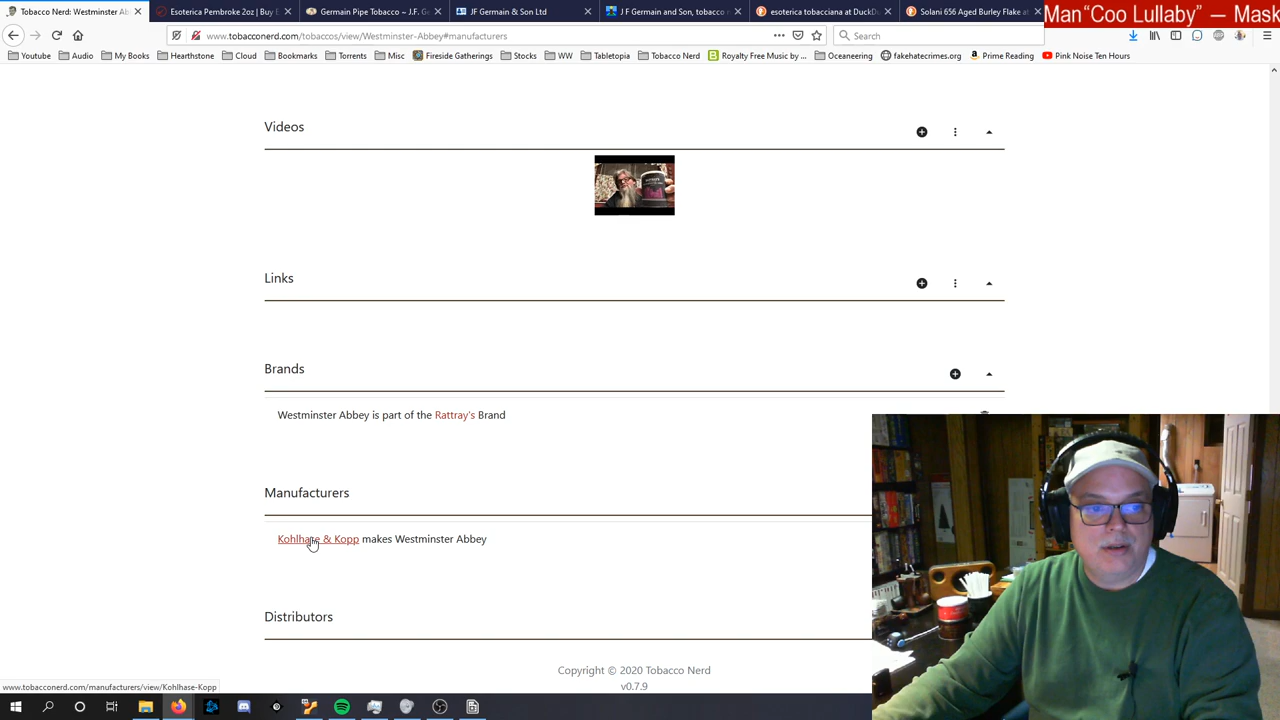 Tobacco Nerd: Westminster Ab
Esoterica Pembroke 2oz | Buy E
Germain Pipe Tobacco – J.F. Ge
JF Germain & Son Ltd
J F Germain and Son, tobacco
esoterica tobacciana at DuckDu
Solani 656 Aged Burley Flake at
Man "Coo Lullaby" — Mask
www.tobacconerd.com/tobaccos/view/Westminster-Abbey#manufacturers
Search
Youtube
Audio
My Books
Hearthstone
Cloud
Bookmarks
Torrents
Misc
Fireside Gatherings
Stocks
WW
Tabletopia
Tobacco Nerd
Royalty Free Music by ...
Oceaneering
fakehatecrimes.org
Prime Reading
Pink Noise Ten Hours
Videos
Links
Brands
Westminster Abbey is part of the Rattray's Brand
Manufacturers
Kohlhase & Kopp makes Westminster Abbey
Distributors
Copyright © 2020 Tobacco Nerd
v0.7.9
www.tobacconerd.com/manufacturers/view/Kohlhase-Kopp